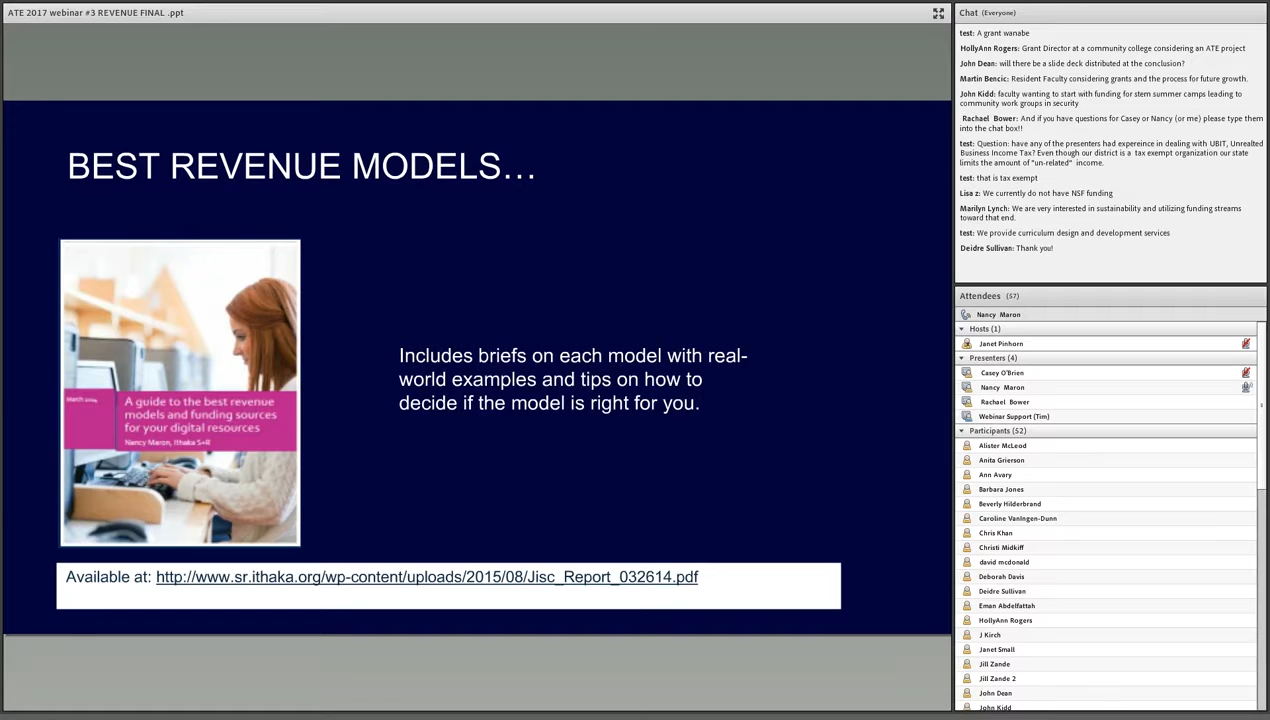 ATE 2017 webinar #3 REVENUE FINAL .ppt
BEST REVENUE MODELS...
March 2014
A guide to the best revenue
models and funding sources
for your digital resources
Nancy Maron, Ithaka S+R
Includes briefs on each model with real-
world examples and tips on how to
decide if the model is right for you.
Available at: http://www.sr.ithaka.org/wp-content/uploads/2015/08/Jisc_Report_032614.pdf
Chat (Everyone)
test: A grant wanabe
HollyAnn Rogers: Grant Director at a community college considering an ATE project
John Dean: will there be a slide deck distributed at the conclusion?
Martin Bencic: Resident Faculty considering grants and the process for future growth.
John Kidd: faculty wanting to start with funding for stem summer camps leading to
community work groups in security
Rachael Bower: And if you have questions for Casey or Nancy (or me) please type them
into the chat box!!
test: Question: have any of the presenters had expereince in dealing with UBIT, Unrealted
Business Income Tax? Even though our district is a tax exempt organization our state
limits the amount of "un-related" income.
test: that is tax exempt
Lisa z: We currently do not have NSF funding
Marilyn Lynch: We are very interested in sustainability and utilizing funding streams
toward that end.
test: We provide curriculum design and development services
Deidre Sullivan: Thank you!
Attendees (57)
Nancy Maron
Hosts (1)
Janet Pinhorn
Presenters (4)
Casey O'Brien
Nancy Maron
Rachael Bower
Webinar Support (Tim)
Participants (52)
Alister McLeod
Anita Grierson
Ann Avary
Barbara Jones
Beverly Hilderbrand
Caroline VanIngen-Dunn
Chris Khan
Christi Midkiff
david mcdonald
Deborah Davis
Deidre Sullivan
Eman Abdelfattah
HollyAnn Rogers
J Kirch
Janet Small
Jill Zande
Jill Zande 2
John Dean
John Kidd